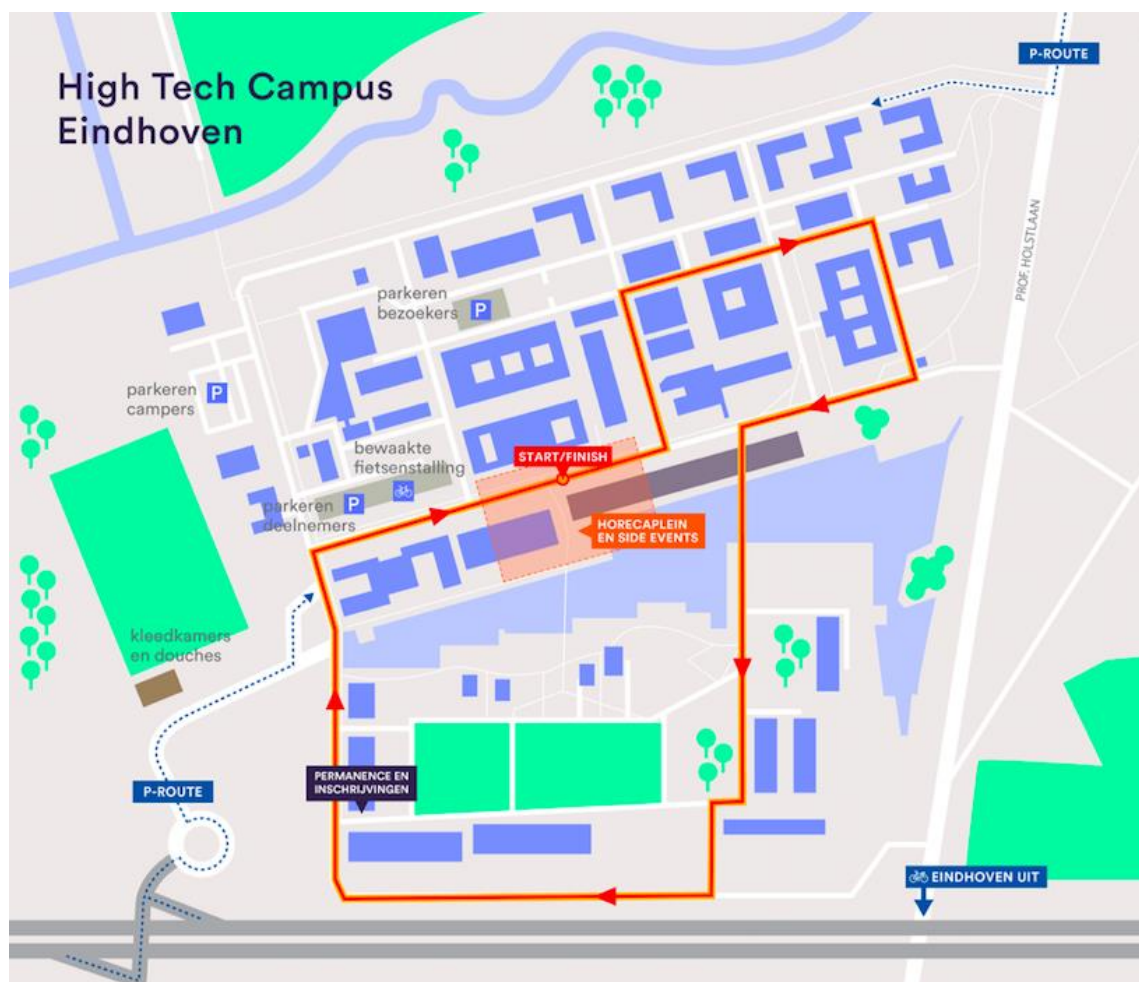 High Tech Campus
Eindhoven
P-ROUTE
PROF. HOLSTLAAN
parkeren
bezoekers
P
parkeren
campers
P
bewaakte
fietsenstalling
START/FINISH
parkeren
deelnemers
P
HORECAPLEIN
EN SIDE EVENTS
kleedkamers
en douches
PERMANENCE EN
INSCHRIJVINGEN
P-ROUTE
EINDHOVEN UIT